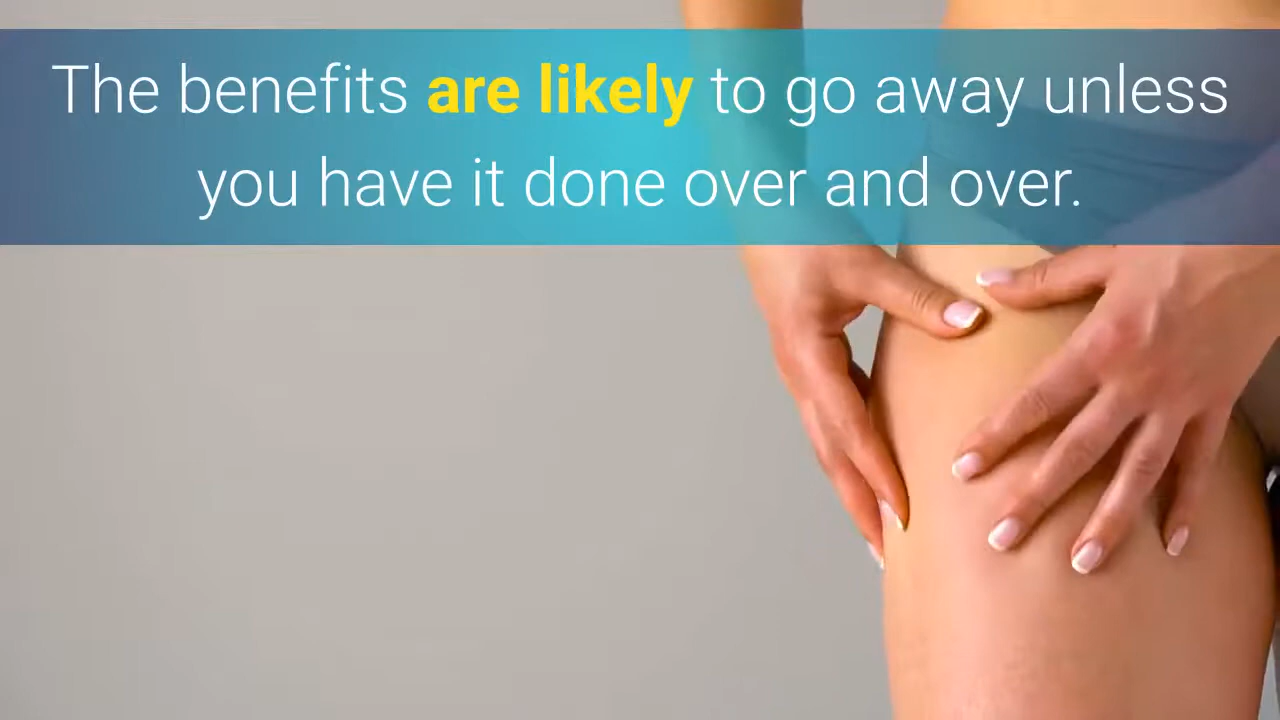 The benefits are likely to go away unless
you have it done over and over.